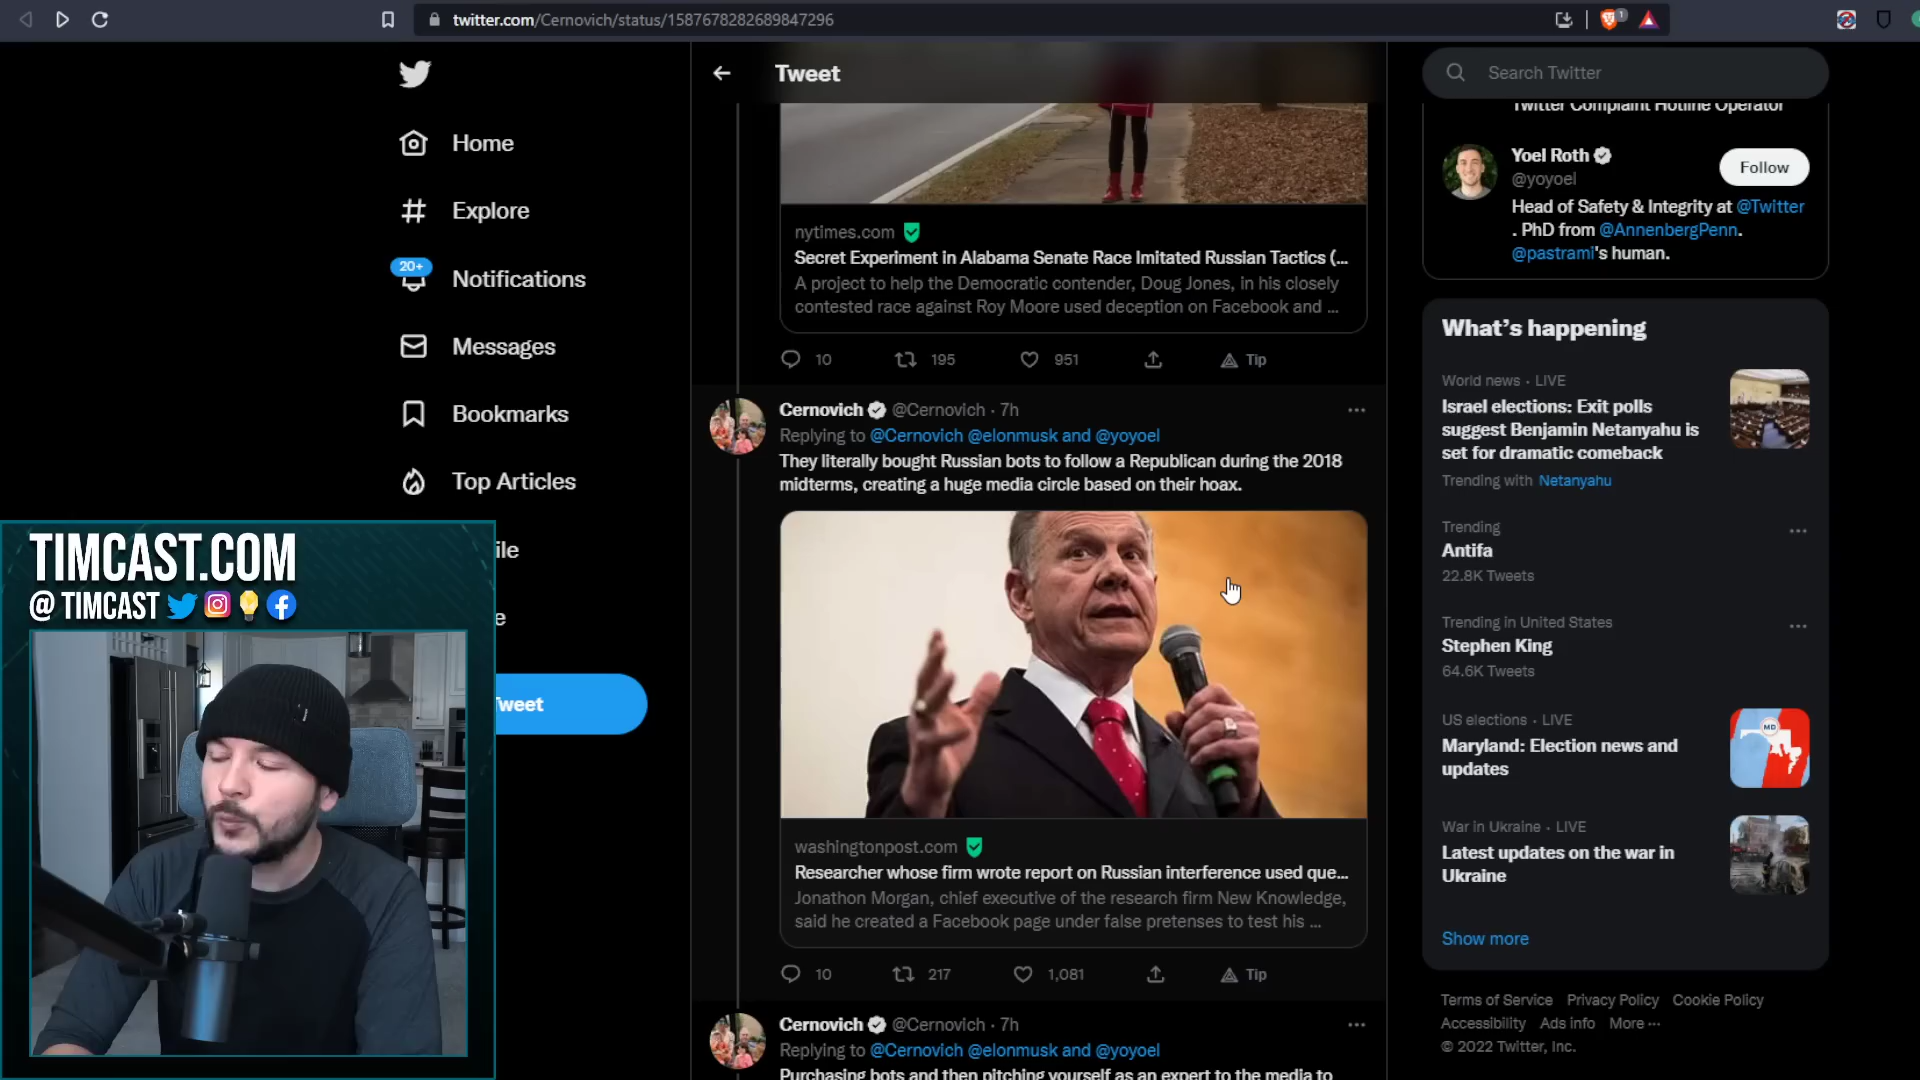 twitter.com/Cernovich/status/1587678282689847296
1
Home
Explore
20+
Notifications
Messages
Bookmarks
Top Articles
ile
e
weet
TIMCAST.COM
@TIMCAST
Tweet
nytimes.com
Secret Experiment in Alabama Senate Race Imitated Russian Tactics (...
A project to help the Democratic contender, Doug Jones, in his closely
contested race against Roy Moore used deception on Facebook and ...
10 195 951 Tip
Cernovich @Cernovich · 7h
Replying to @Cernovich @elonmusk and @yoyoel
They literally bought Russian bots to follow a Republican during the 2018
midterms, creating a huge media circle based on their hoax.
washingtonpost.com
Researcher whose firm wrote report on Russian interference used que...
Jonathon Morgan, chief executive of the research firm New Knowledge,
said he created a Facebook page under false pretenses to test his ...
10 217 1,081 Tip
Cernovich @Cernovich · 7h
Replying to @Cernovich @elonmusk and @yoyoel
Purchasing bots and then pitching yourself as an expert to the media to
Search Twitter
Twitter Complaint Hotline Operator
Yoel Roth
@yoyoel
Follow
Head of Safety & Integrity at @Twitter
. PhD from @AnnenbergPenn.
@pastrami's human.
What's happening
World news · LIVE
Israel elections: Exit polls
suggest Benjamin Netanyahu is
set for dramatic comeback
Trending with Netanyahu
Trending
Antifa
22.8K Tweets
Trending in United States
Stephen King
64.6K Tweets
US elections · LIVE
Maryland: Election news and
updates
MD
War in Ukraine · LIVE
Latest updates on the war in
Ukraine
Show more
Terms of Service Privacy Policy Cookie Policy
Accessibility Ads info More ···
© 2022 Twitter, Inc.